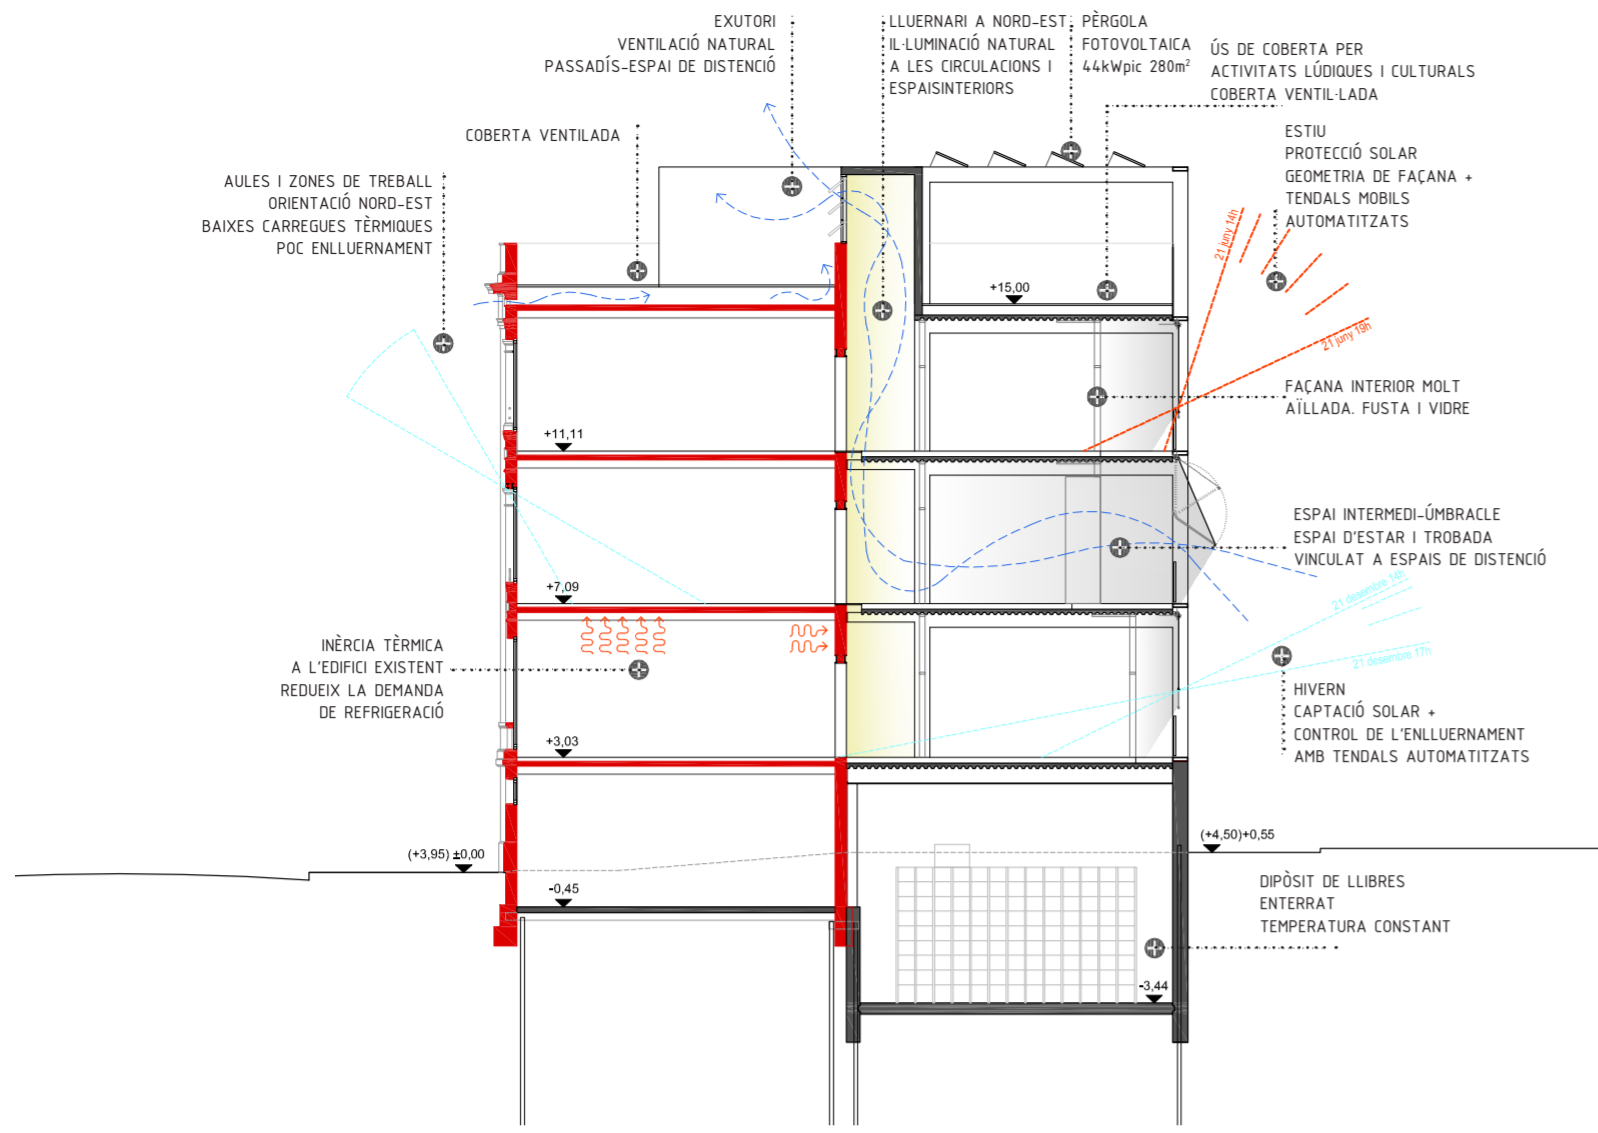 EXUTORI
VENTILACIÓ NATURAL
PASSADÍS-ESPAI DE DISTENCIÓ
LLUERNARI A NORD-EST
IL·LUMINACIÓ NATURAL
A LES CIRCULACIONS I
ESPAISINTERIORS
PÈRGOLA
FOTOVOLTAICA
44kWpic 280m²
ÚS DE COBERTA PER
ACTIVITATS LÚDIQUES I CULTURALS
COBERTA VENTIL·LADA
COBERTA VENTILADA
ESTIU
PROTECCIÓ SOLAR
GEOMETRIA DE FAÇANA +
TENDALS MOBILS
AUTOMATITZATS
AULES I ZONES DE TREBALL
ORIENTACIÓ NORD-EST
BAIXES CARREGUES TÈRMIQUES
POC ENLLUERNAMENT
21 juny 14h
21 juny 19h
+15,00
FAÇANA INTERIOR MOLT
AÏLLADA. FUSTA I VIDRE
+11,11
ESPAI INTERMEDI-ÚMBRACLE
ESPAI D'ESTAR I TROBADA
VINCULAT A ESPAIS DE DISTENCIÓ
+7,09
21 desembre 14h
21 desembre 17h
INÈRCIA TÈRMICA
A L'EDIFICI EXISTENT
REDUEIX LA DEMANDA
DE REFRIGERACIÓ
HIVERN
CAPTACIÓ SOLAR +
CONTROL DE L'ENLLUERNAMENT
AMB TENDALS AUTOMATITZATS
+3,03
(+3,95) ±0,00
(+4,50)+0,55
-0,45
DIPÒSIT DE LLIBRES
ENTERRAT
TEMPERATURA CONSTANT
-3,44